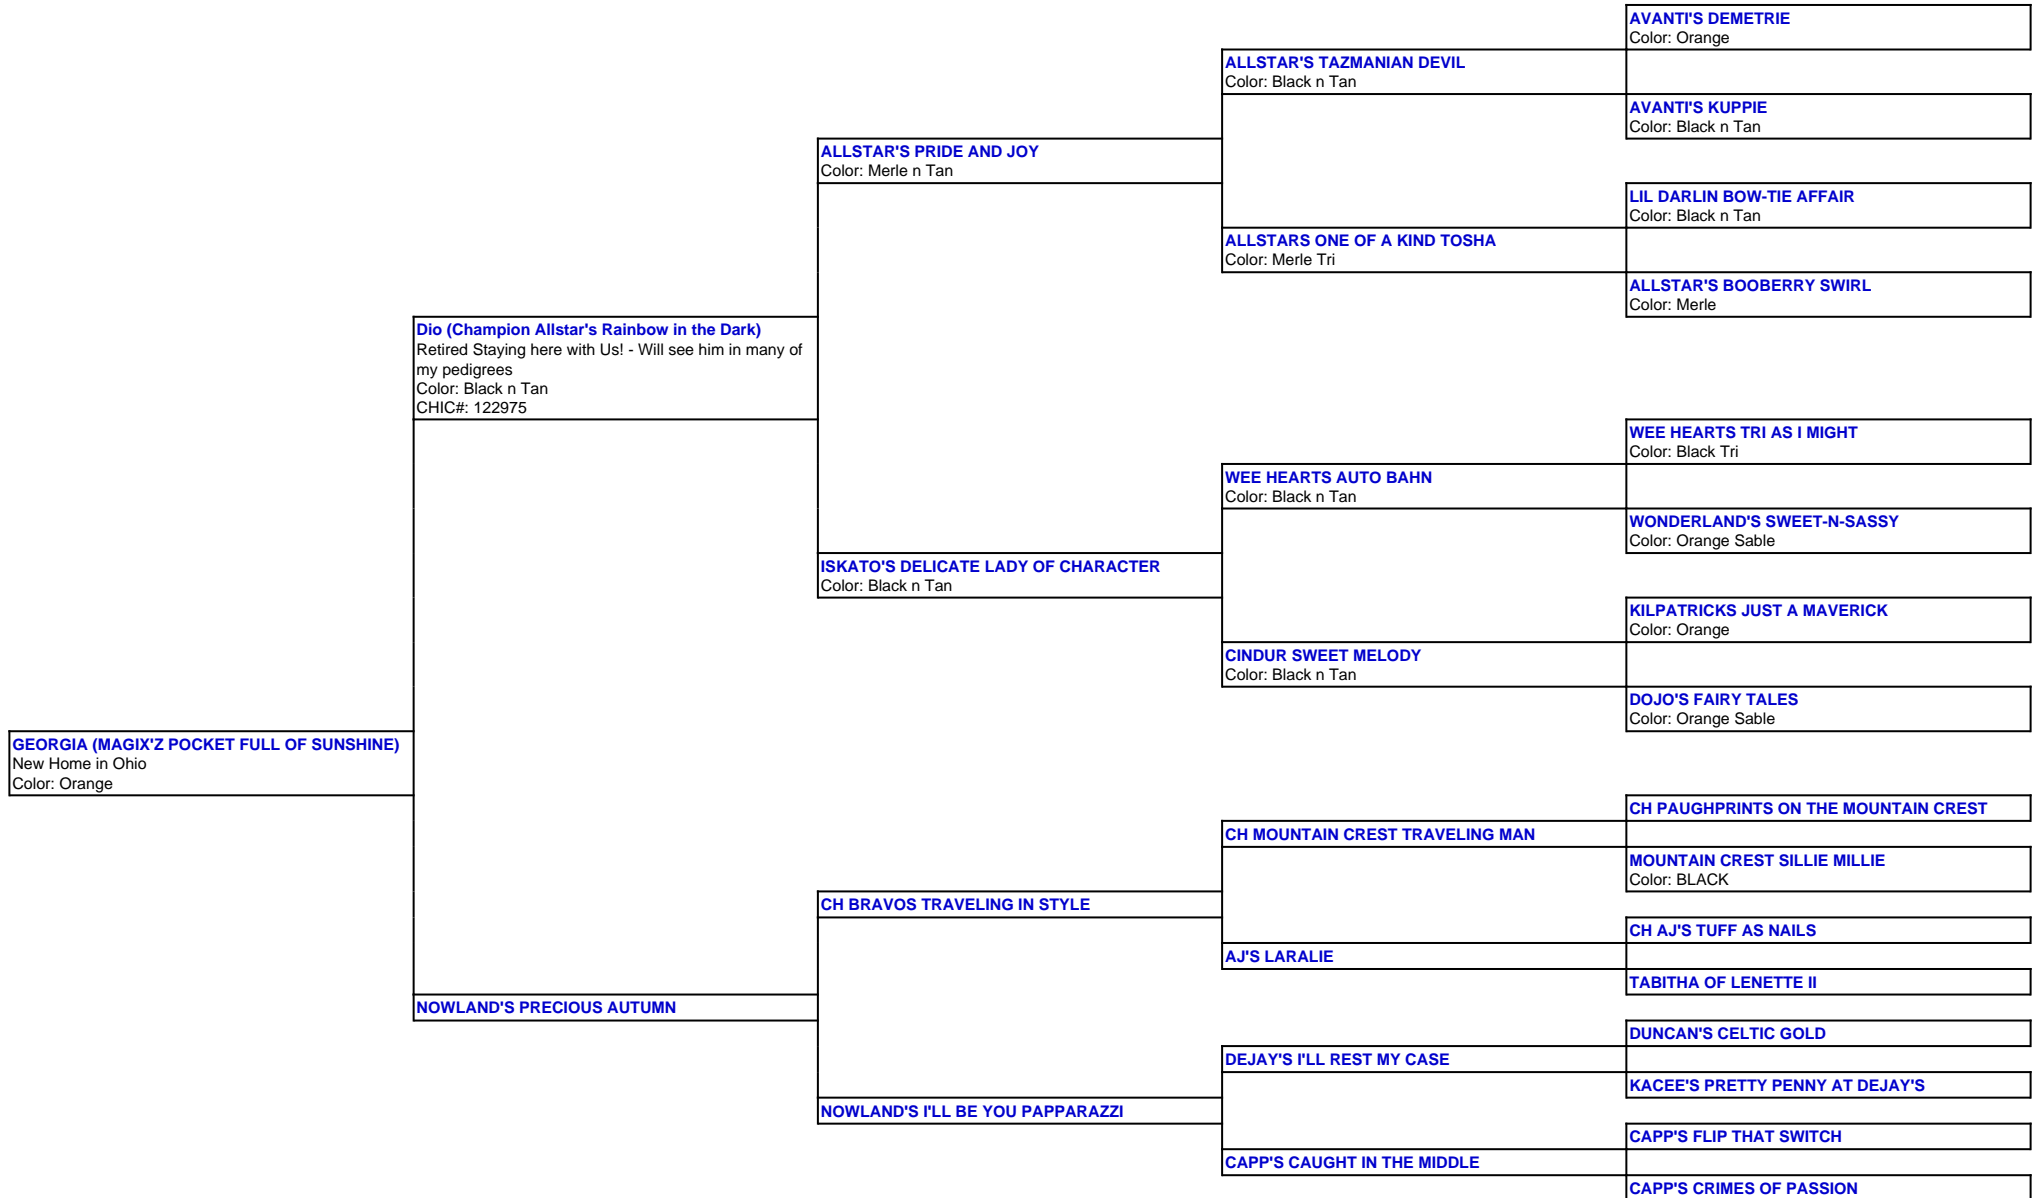 AVANTI'S DEMETRIE
Color: Orange
ALLSTAR'S TAZMANIAN DEVIL
Color: Black n Tan
AVANTI'S KUPPIE
Color: Black n Tan
ALLSTAR'S PRIDE AND JOY
Color: Merle n Tan
LIL DARLIN BOW-TIE AFFAIR
Color: Black n Tan
ALLSTARS ONE OF A KIND TOSHA
Color: Merle Tri
ALLSTAR'S BOOBERRY SWIRL
Color: Merle
Dio (Champion Allstar's Rainbow in the Dark)
Retired Staying here with Us! - Will see him in many of
my pedigrees
Color: Black n Tan
CHIC#: 122975
WEE HEARTS TRI AS I MIGHT
Color: Black Tri
WEE HEARTS AUTO BAHN
Color: Black n Tan
WONDERLAND'S SWEET-N-SASSY
Color: Orange Sable
ISKATO'S DELICATE LADY OF CHARACTER
Color: Black n Tan
KILPATRICKS JUST A MAVERICK
Color: Orange
CINDUR SWEET MELODY
Color: Black n Tan
DOJO'S FAIRY TALES
Color: Orange Sable
GEORGIA (MAGIX'Z POCKET FULL OF SUNSHINE)
New Home in Ohio
Color: Orange
CH PAUGHPRINTS ON THE MOUNTAIN CREST
CH MOUNTAIN CREST TRAVELING MAN
MOUNTAIN CREST SILLIE MILLIE
Color: BLACK
CH BRAVOS TRAVELING IN STYLE
CH AJ'S TUFF AS NAILS
AJ'S LARALIE
TABITHA OF LENETTE II
NOWLAND'S PRECIOUS AUTUMN
DUNCAN'S CELTIC GOLD
DEJAY'S I'LL REST MY CASE
KACEE'S PRETTY PENNY AT DEJAY'S
NOWLAND'S I'LL BE YOU PAPPARAZZI
CAPP'S FLIP THAT SWITCH
CAPP'S CAUGHT IN THE MIDDLE
CAPP'S CRIMES OF PASSION